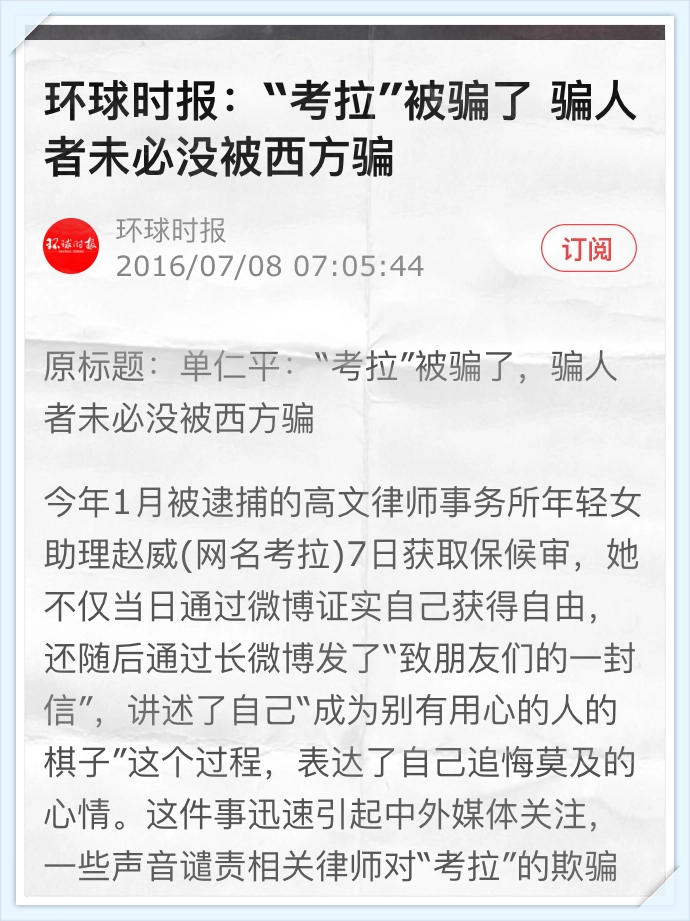 环球时报：“考拉”被骗了 骗人
者未必没被西方骗
环球时报
环球时报
2016/07/08 07:05:44
订阅
原标题：单仁平：“考拉”被骗了，骗人
者未必没被西方骗
今年1月被逮捕的高文律师事务所年轻女
助理赵威(网名考拉)7日获取保候审，她
不仅当日通过微博证实自己获得自由，
还随后通过长微博发了“致朋友们的一封
信”，讲述了自己“成为别有用心的人的
棋子”这个过程，表达了自己追悔莫及的
心情。这件事迅速引起中外媒体关注，
一些声音谴责相关律师对“考拉”的欺骗